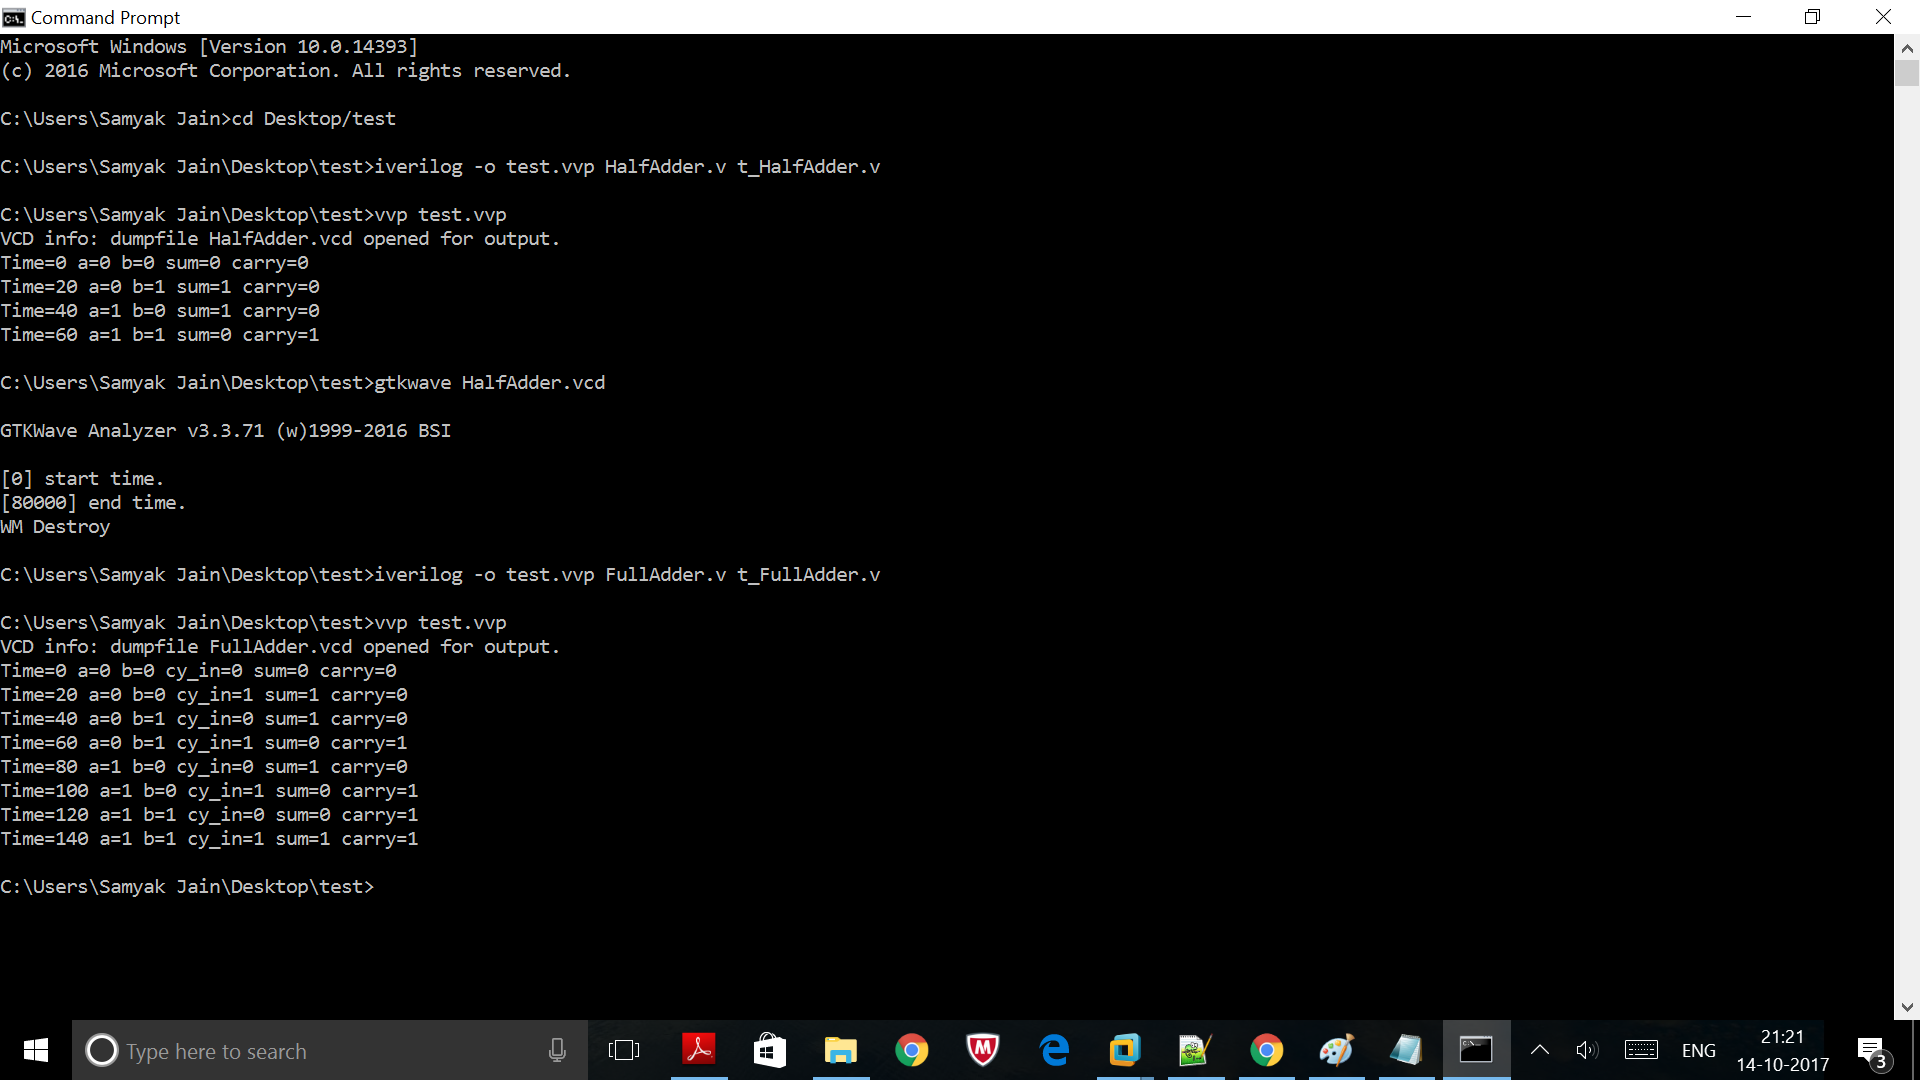 Command Prompt
Microsoft Windows [Version 10.0.14393]
(c) 2016 Microsoft Corporation. All rights reserved.
C:\Users\Samyak Jain>cd Desktop/test
C:\Users\Samyak Jain\Desktop\test>iverilog -o test.vvp HalfAdder.v t_HalfAdder.v
C:\Users\Samyak Jain\Desktop\test>vvp test.vvp
VCD info: dumpfile HalfAdder.vcd opened for output.
Time=0 a=0 b=0 sum=0 carry=0
Time=20 a=0 b=1 sum=1 carry=0
Time=40 a=1 b=0 sum=1 carry=0
Time=60 a=1 b=1 sum=0 carry=1
C:\Users\Samyak Jain\Desktop\test>gtkwave HalfAdder.vcd
GTKWave Analyzer v3.3.71 (w)1999-2016 BSI
[0] start time.
[80000] end time.
WM Destroy
C:\Users\Samyak Jain\Desktop\test>iverilog -o test.vvp FullAdder.v t_FullAdder.v
C:\Users\Samyak Jain\Desktop\test>vvp test.vvp
VCD info: dumpfile FullAdder.vcd opened for output.
Time=0 a=0 b=0 cy_in=0 sum=0 carry=0
Time=20 a=0 b=0 cy_in=1 sum=1 carry=0
Time=40 a=0 b=1 cy_in=0 sum=1 carry=0
Time=60 a=0 b=1 cy_in=1 sum=0 carry=1
Time=80 a=1 b=0 cy_in=0 sum=1 carry=0
Time=100 a=1 b=0 cy_in=1 sum=0 carry=1
Time=120 a=1 b=1 cy_in=0 sum=0 carry=1
Time=140 a=1 b=1 cy_in=1 sum=1 carry=1
C:\Users\Samyak Jain\Desktop\test>
Type here to search
ENG
21:21
14-10-2017
3